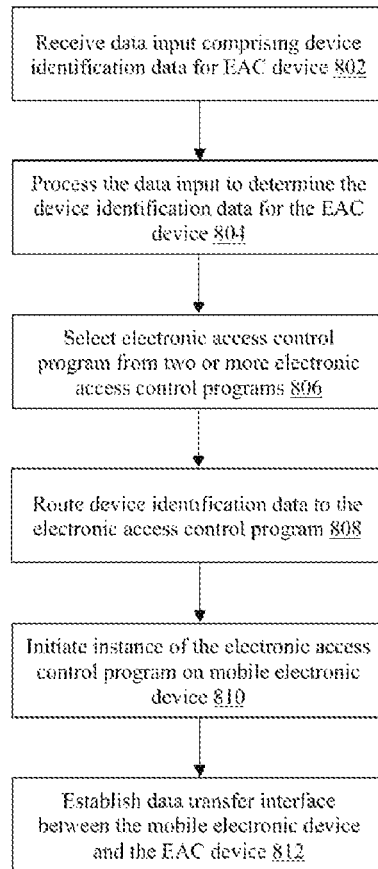 Receive data input comprising device
identification data for EAC device 802
Process the data input to determine the
device identification data for the EAC
device 804
Select electronic access control
program from two or more electronic
access control programs 806
Route device identification data to the
electronic access control program 808
Initiate instance of the electronic access
control program on mobile electronic
device 810
Establish data transfer interface
between the mobile electronic device
and the EAC device 812